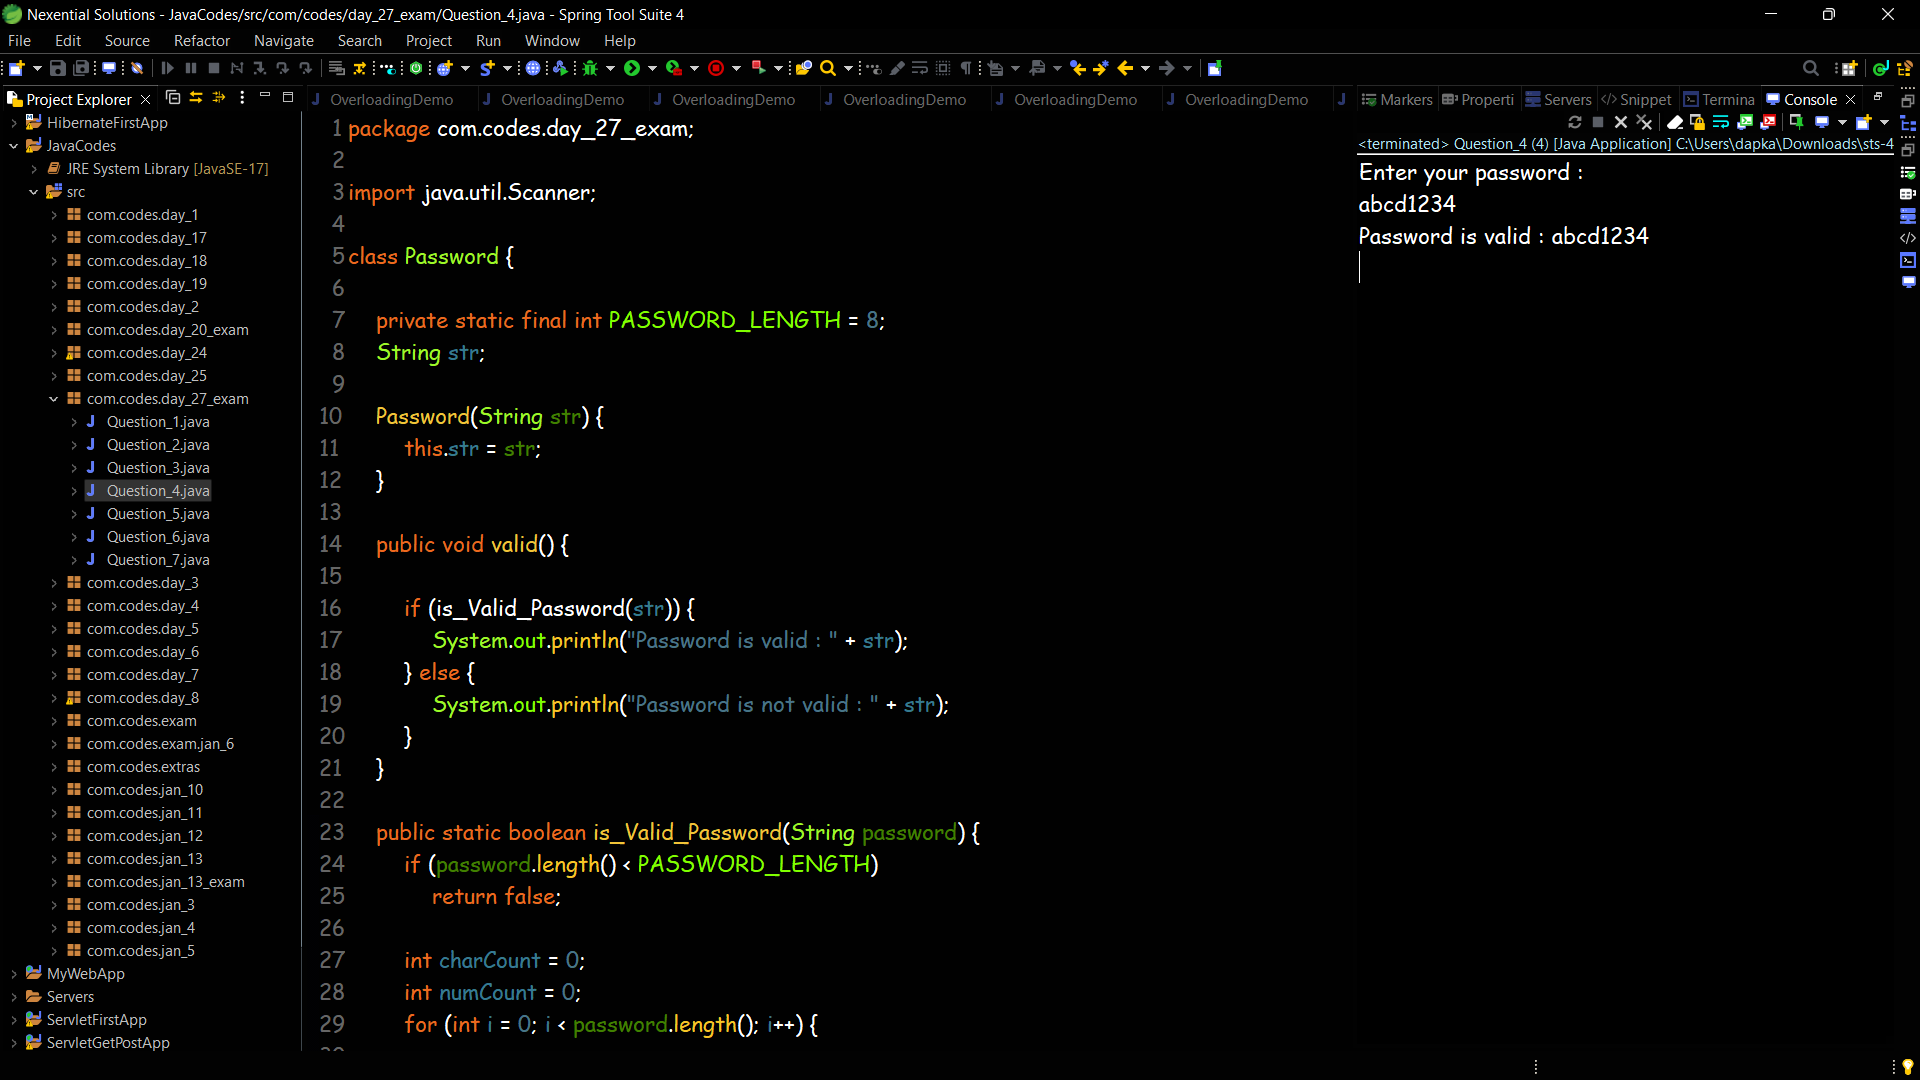 Nexential Solutions - JavaCodes/src/com/codes/day_27_exam/Question_4.java - Spring Tool Suite 4
File Edit Source Refactor Navigate Search Project Run Window Help
Project Explorer
HibernateFirstApp
JavaCodes
JRE System Library [JavaSE-17]
src
com.codes.day_1
com.codes.day_17
com.codes.day_18
com.codes.day_19
com.codes.day_2
com.codes.day_20_exam
com.codes.day_24
com.codes.day_25
com.codes.day_27_exam
Question_1.java
Question_2.java
Question_3.java
Question_4.java
Question_5.java
Question_6.java
Question_7.java
com.codes.day_3
com.codes.day_4
com.codes.day_5
com.codes.day_6
com.codes.day_7
com.codes.day_8
com.codes.exam
com.codes.exam.jan_6
com.codes.extras
com.codes.jan_10
com.codes.jan_11
com.codes.jan_12
com.codes.jan_13
com.codes.jan_13_exam
com.codes.jan_3
com.codes.jan_4
com.codes.jan_5
MyWebApp
Servers
ServletFirstApp
ServletGetPostApp
OverloadingDemo OverloadingDemo OverloadingDemo OverloadingDemo OverloadingDemo OverloadingDemo
1 package com.codes.day_27_exam;
2
3 import java.util.Scanner;
4
5 class Password {
6
7 private static final int PASSWORD_LENGTH = 8;
8 String str;
9
10 Password(String str) {
11 this.str = str;
12 }
13
14 public void valid() {
15
16 if (is_Valid_Password(str)) {
17 System.out.println("Password is valid : " + str);
18 } else {
19 System.out.println("Password is not valid : " + str);
20 }
21 }
22
23 public static boolean is_Valid_Password(String password) {
24 if (password.length() < PASSWORD_LENGTH)
25 return false;
26
27 int charCount = 0;
28 int numCount = 0;
29 for (int i = 0; i < password.length(); i++) {
Markers Properti Servers Snippet Termina Console
<terminated> Question_4 (4) [Java Application] C:\Users\dapka\Downloads\sts-4
Enter your password :
abcd1234
Password is valid : abcd1234